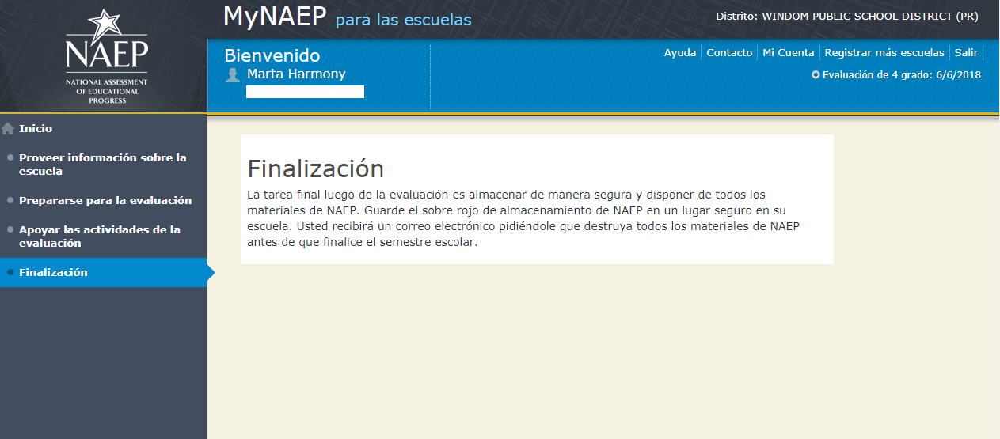 NAEP
NATIONAL ASSESSMENT
OF EDUCATIONAL
PROGRESS
MyNAEP para las escuelas
Distrito: WINDOM PUBLIC SCHOOL DISTRICT (PR)
Bienvenido
Marta Harmony
Ayuda Contacto Mi Cuenta Registrar más escuelas Salir
Evaluación de 4 grado: 6/6/2018
Inicio
Proveer información sobre la
escuela
Prepararse para la evaluación
Apoyar las actividades de la
evaluación
Finalización
Finalización
La tarea final luego de la evaluación es almacenar de manera segura y disponer de todos los
materiales de NAEP. Guarde el sobre rojo de almacenamiento de NAEP en un lugar seguro en su
escuela. Usted recibirá un correo electrónico pidiéndole que destruya todos los materiales de NAEP
antes de que finalice el semestre escolar.